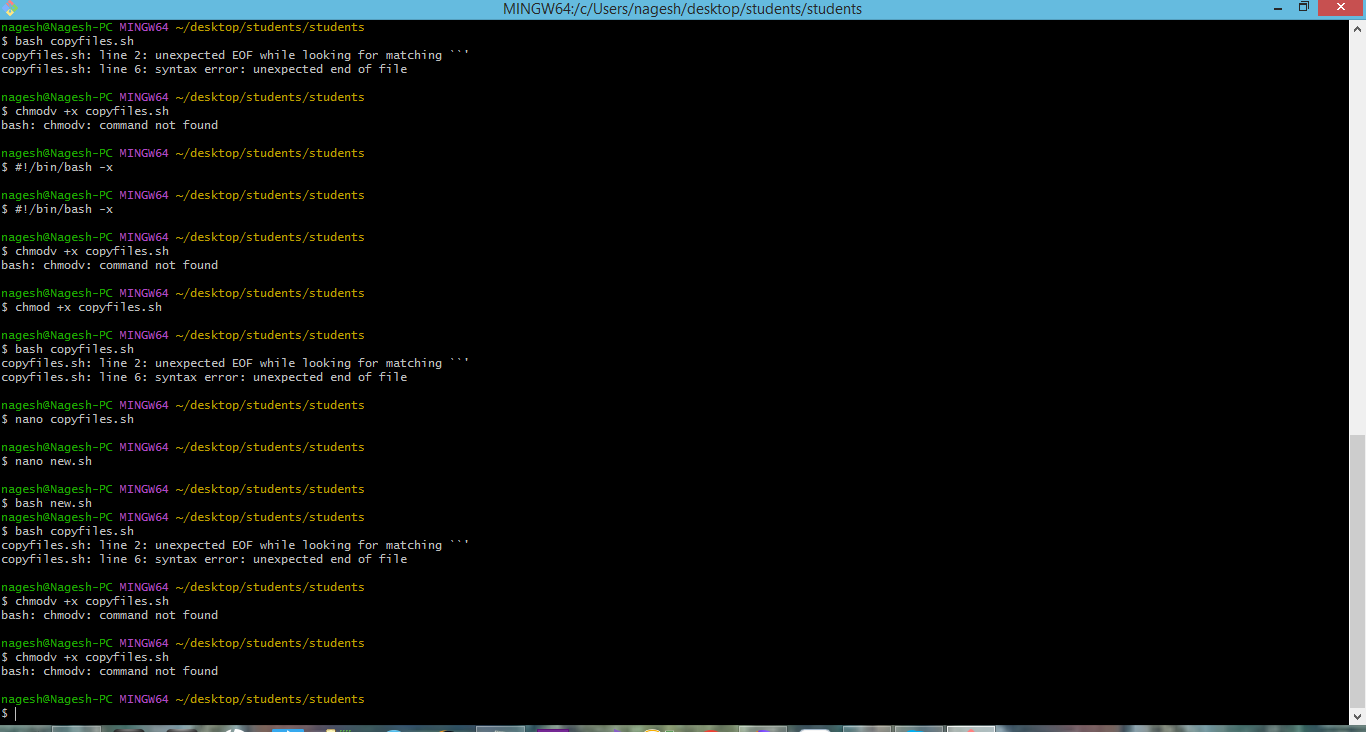 MINGW64:/c/Users/nagesh/desktop/students/students
nagesh@Nagesh-PC MINGW64 ~/desktop/students/students
$ bash copyfiles.sh
copyfiles.sh: line 2: unexpected EOF while looking for matching ``'
copyfiles.sh: line 6: syntax error: unexpected end of file
nagesh@Nagesh-PC MINGW64 ~/desktop/students/students
$ chmodv +x copyfiles.sh
bash: chmodv: command not found
nagesh@Nagesh-PC MINGW64 ~/desktop/students/students
$ #!/bin/bash -x
nagesh@Nagesh-PC MINGW64 ~/desktop/students/students
$ #!/bin/bash -x
nagesh@Nagesh-PC MINGW64 ~/desktop/students/students
$ chmodv +x copyfiles.sh
bash: chmodv: command not found
nagesh@Nagesh-PC MINGW64 ~/desktop/students/students
$ chmod +x copyfiles.sh
nagesh@Nagesh-PC MINGW64 ~/desktop/students/students
$ bash copyfiles.sh
copyfiles.sh: line 2: unexpected EOF while looking for matching ``'
copyfiles.sh: line 6: syntax error: unexpected end of file
nagesh@Nagesh-PC MINGW64 ~/desktop/students/students
$ nano copyfiles.sh
nagesh@Nagesh-PC MINGW64 ~/desktop/students/students
$ nano new.sh
nagesh@Nagesh-PC MINGW64 ~/desktop/students/students
$ bash new.sh
nagesh@Nagesh-PC MINGW64 ~/desktop/students/students
$ bash copyfiles.sh
copyfiles.sh: line 2: unexpected EOF while looking for matching ``'
copyfiles.sh: line 6: syntax error: unexpected end of file
nagesh@Nagesh-PC MINGW64 ~/desktop/students/students
$ chmodv +x copyfiles.sh
bash: chmodv: command not found
nagesh@Nagesh-PC MINGW64 ~/desktop/students/students
$ chmodv +x copyfiles.sh
bash: chmodv: command not found
nagesh@Nagesh-PC MINGW64 ~/desktop/students/students
$